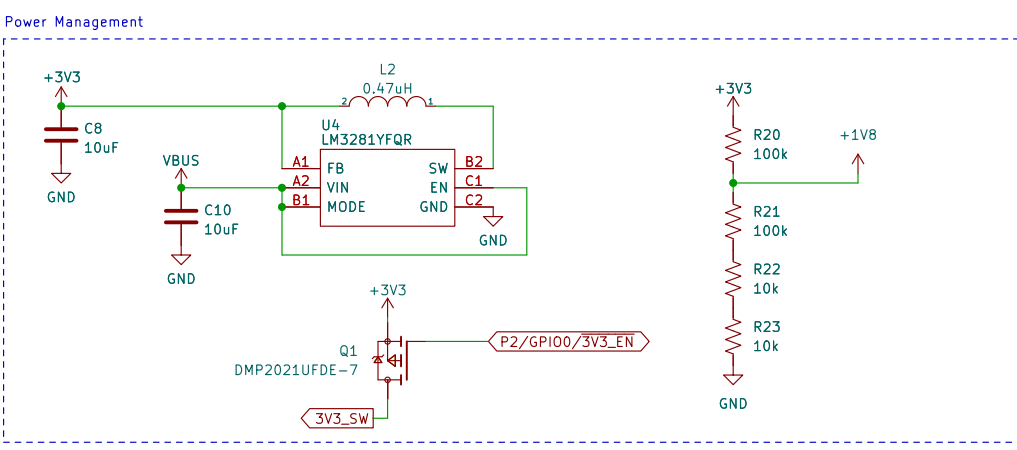 Power Management
+3V3
C8
10uF
GND
VBUS
C10
10uF
GND
L2
0.47uH
2
1
U4
LM3281YFQR
A1
FB
A2
VIN
B1
MODE
SW
B2
EN
C1
GND
C2
GND
+3V3
Q1
DMP2021UFDE-7
P2/GPIO0/3V3_EN
3V3_SW
+3V3
R20
100k
+1V8
R21
100k
R22
10k
R23
10k
GND